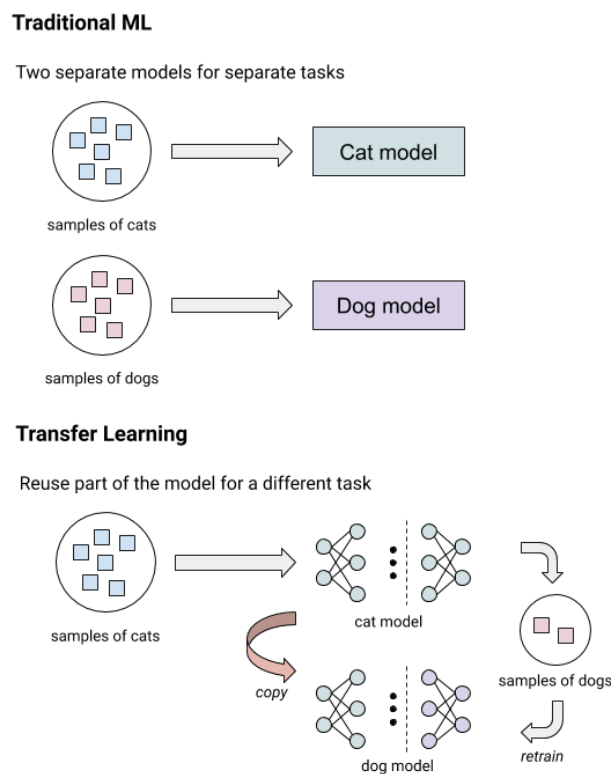 Traditional ML
Two separate models for separate tasks
Cat model
samples of cats
Dog model
samples of dogs
Transfer Learning
Reuse part of the model for a different task
samples of cats
cat model
samples of dogs
copy
retrain
dog model